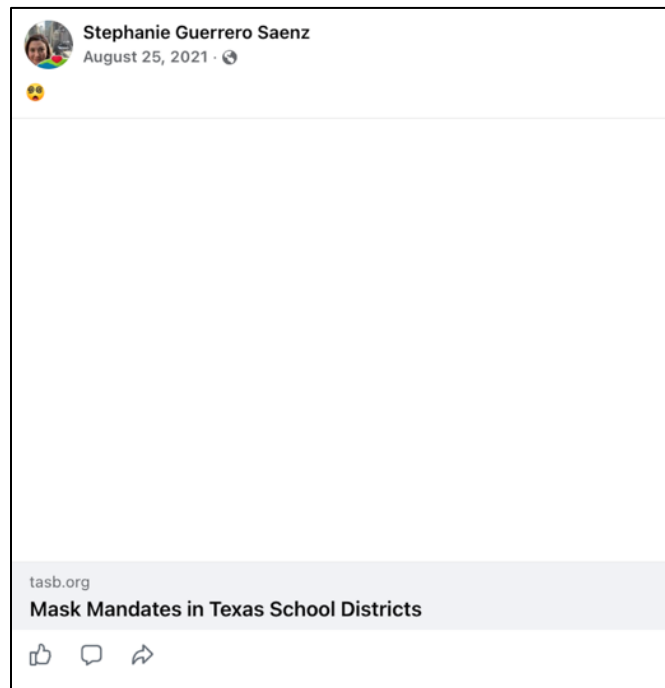 Stephanie Guerrero Saenz
August 25, 2021 ·
tasb.org
Mask Mandates in Texas School Districts